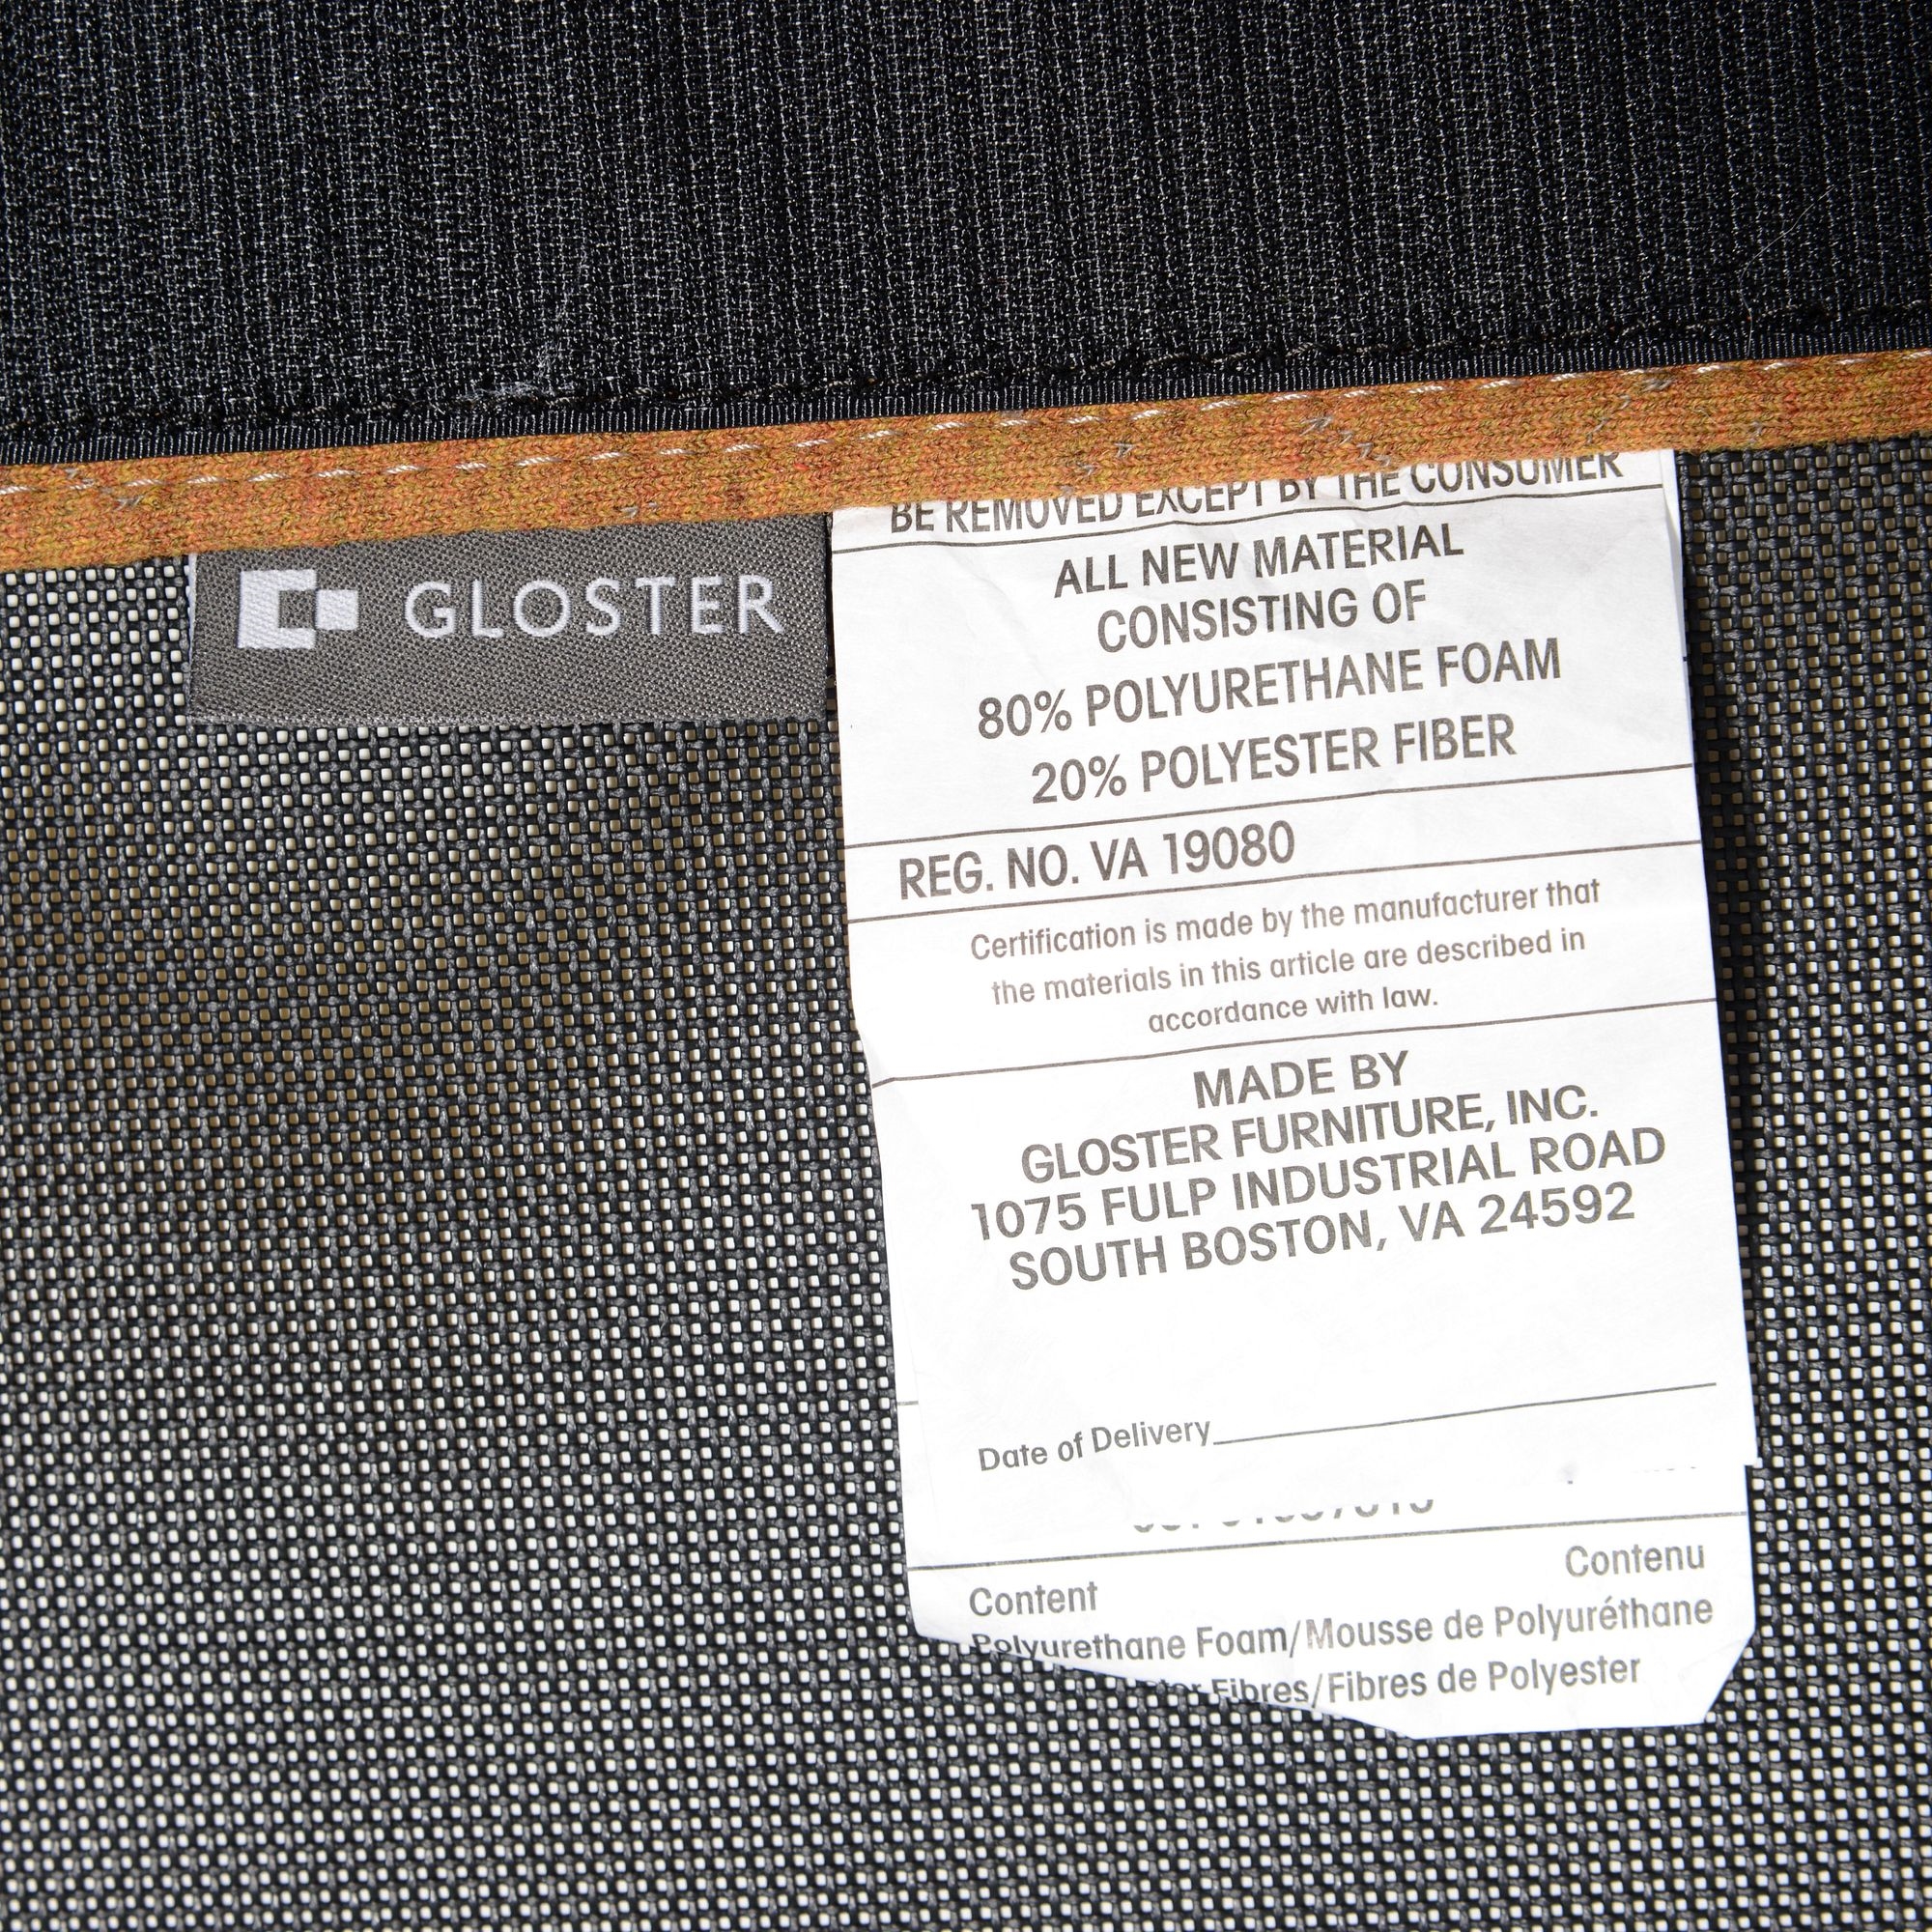 GLOSTER
BE REMOVED EXCEPT BY THE CONSUMER
ALL NEW MATERIAL
CONSISTING OF
80% POLYURETHANE FOAM
20% POLYESTER FIBER
REG. NO. VA 19080
Certification is made by the manufacturer that
the materials in this article are described in
accordance with law.
MADE BY
GLOSTER FURNITURE, INC.
1075 FULP INDUSTRIAL ROAD
SOUTH BOSTON, VA 24592
Date of Delivery
Content Contenu
Polyurethane Foam/Mousse de Polyuréthane
Fibres/Fibres de Polyester